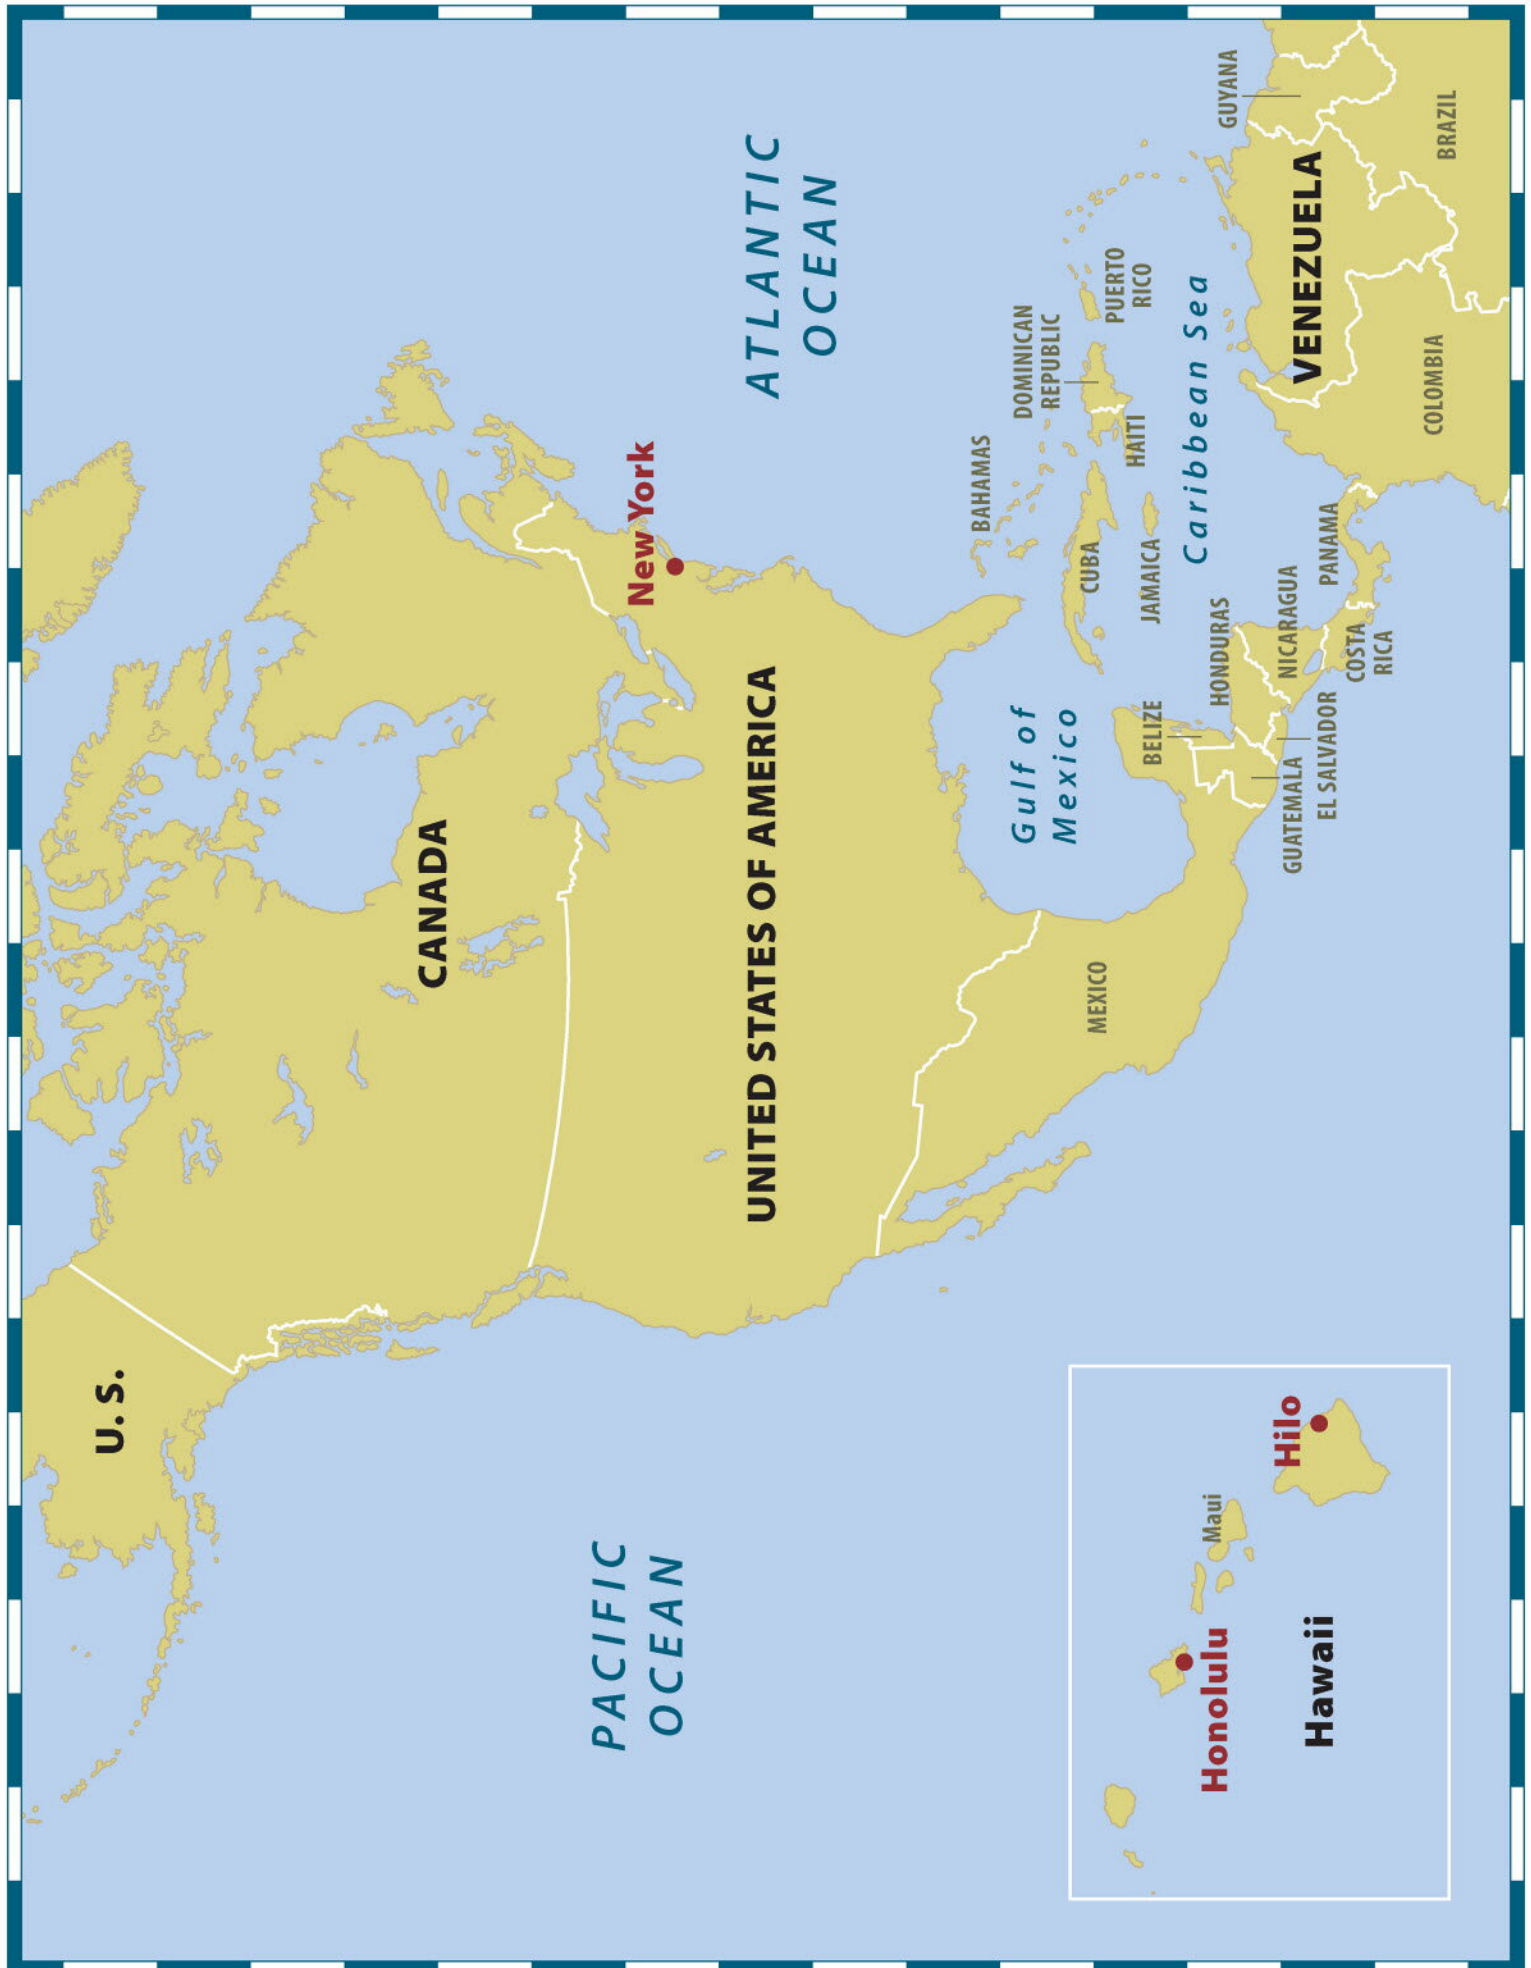 U. S.
CANADA
UNITED STATES OF AMERICA
New York
PACIFIC
OCEAN
ATLANTIC
OCEAN
Gulf of
Mexico
MEXICO
BAHAMAS
CUBA
DOMINICAN
REPUBLIC
HAITI
PUERTO
RICO
JAMAICA
Caribbean Sea
BELIZE
HONDURAS
GUATEMALA
EL SALVADOR
NICARAGUA
COSTA
RICA
PANAMA
GUYANA
VENEZUELA
COLOMBIA
BRAZIL
Honolulu
Maui
Hilo
Hawaii